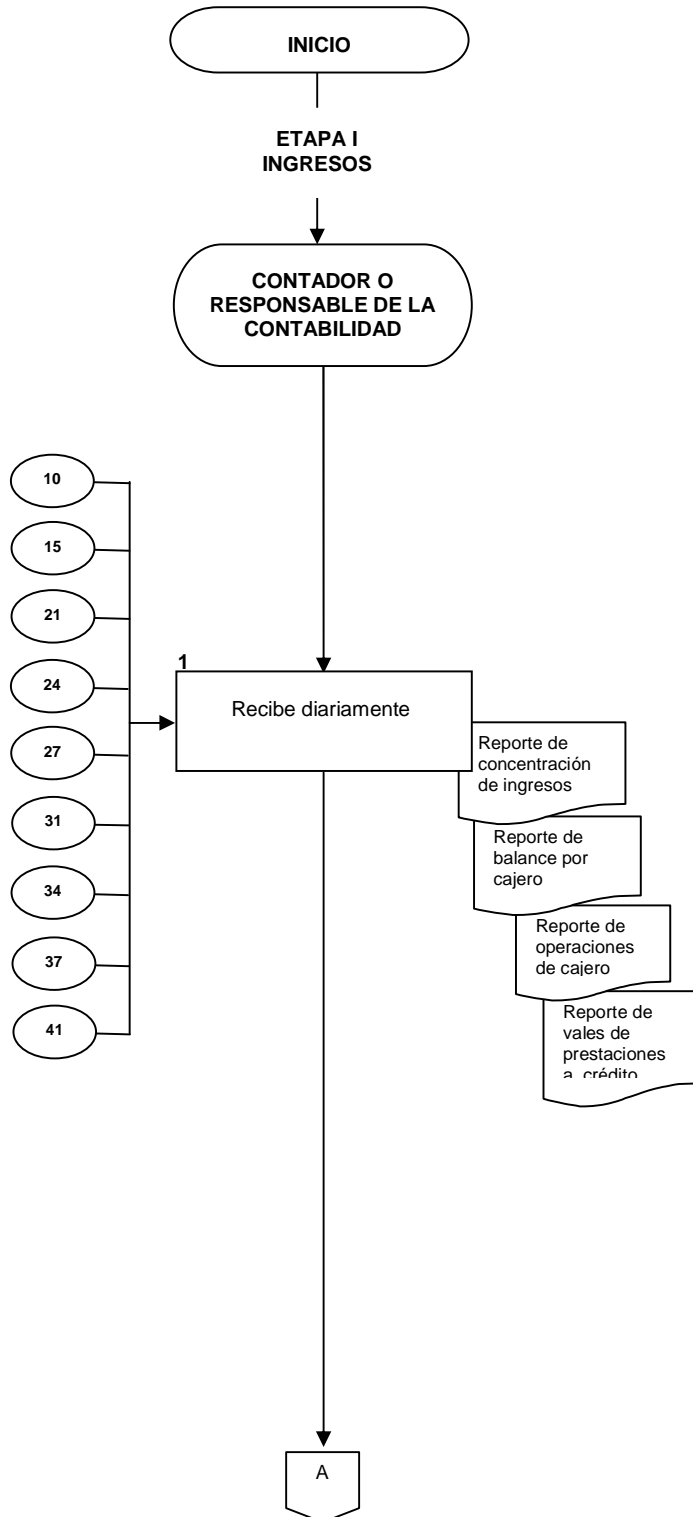 INICIO
ETAPA I
INGRESOS
CONTADOR O
RESPONSABLE DE LA
CONTABILIDAD
10
15
21
24
27
31
34
37
41
1
Recibe diariamente
Reporte de
concentración
de ingresos
Reporte de
balance por
cajero
Reporte de
operaciones
de cajero
Reporte de
vales de
prestaciones
a crédito
A